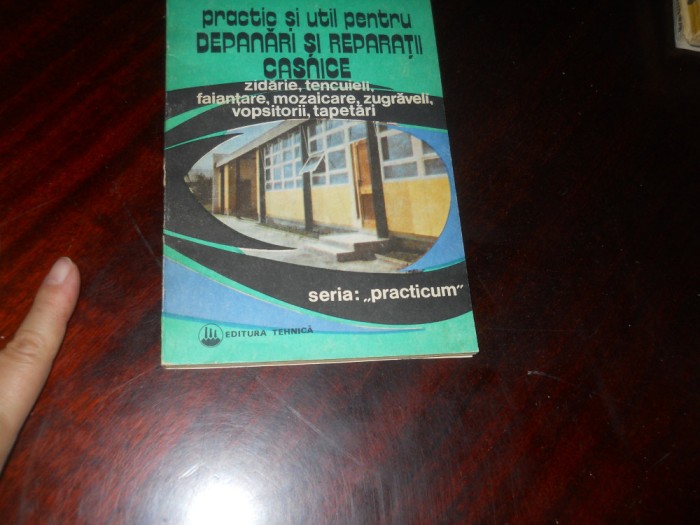 practic și util pentru
DEPANĂRI ȘI REPARAȚII
CASNICE
zidărie, tencuieli,
faianțare, mozaicare, zugrăveli,
vopsitorii, tapetări
seria: „practicum"
EDITURA TEHNICĂ